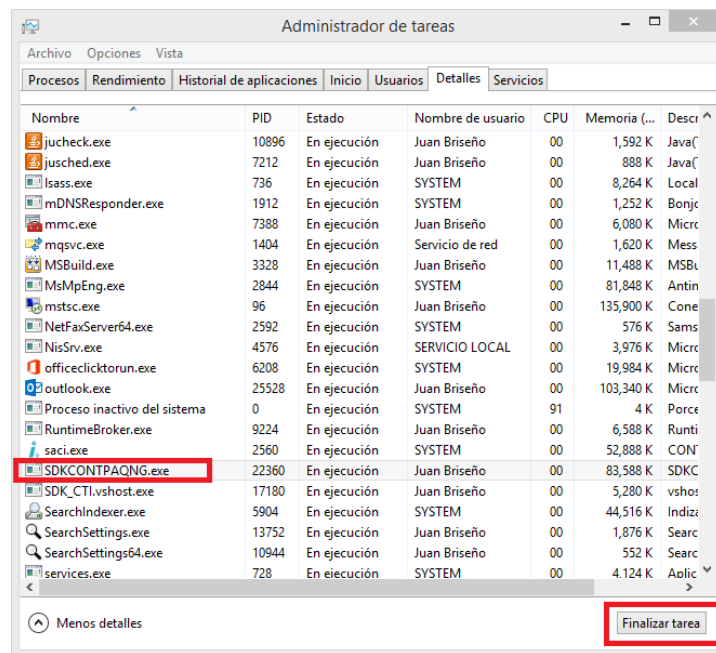 Administrador de tareas
Archivo Opciones Vista
Procesos Rendimiento Historial de aplicaciones Inicio Usuarios Detalles Servicios
Nombre PID Estado Nombre de usuario CPU Memoria (... Descr
jucheck.exe 10896 En ejecución Juan Briseño 00 1,592 K Java(
jusched.exe 7212 En ejecución Juan Briseño 00 888 K Java(
lsass.exe 736 En ejecución SYSTEM 00 8,264 K Local
mDNSResponder.exe 1912 En ejecución SYSTEM 00 1,252 K Bonjc
mmc.exe 7388 En ejecución Juan Briseño 00 6,080 K Micrc
mqsvc.exe 1404 En ejecución Servicio de red 00 1,620 K Mess
MSBuild.exe 3328 En ejecución Juan Briseño 00 11,488 K MSBu
MsMpEng.exe 2844 En ejecución SYSTEM 00 81,848 K Antin
mstsc.exe 96 En ejecución Juan Briseño 00 135,900 K Cone
NetFaxServer64.exe 2592 En ejecución SYSTEM 00 576 K Sams
NisSrv.exe 4576 En ejecución SERVICIO LOCAL 00 3,976 K Micrc
officeclicktorun.exe 6208 En ejecución SYSTEM 00 19,984 K Micrc
outlook.exe 25528 En ejecución Juan Briseño 00 103,340 K Micrc
Proceso inactivo del sistema 0 En ejecución SYSTEM 91 4 K Porce
RuntimeBroker.exe 9224 En ejecución Juan Briseño 00 6,588 K Runti
saci.exe 2560 En ejecución SYSTEM 00 52,888 K CON
SDKCONTPAQNG.exe 22360 En ejecución Juan Briseño 00 83,588 K SDKC
SDK_CTI.vshost.exe 17180 En ejecución Juan Briseño 00 5,280 K vshos
SearchIndexer.exe 5904 En ejecución SYSTEM 00 44,516 K Indiza
SearchSettings.exe 13752 En ejecución Juan Briseño 00 1,876 K Searc
SearchSettings64.exe 10944 En ejecución Juan Briseño 00 552 K Searc
services.exe 728 En ejecución SYSTEM 00 4,124 K Aplic
Menos detalles
Finalizar tarea